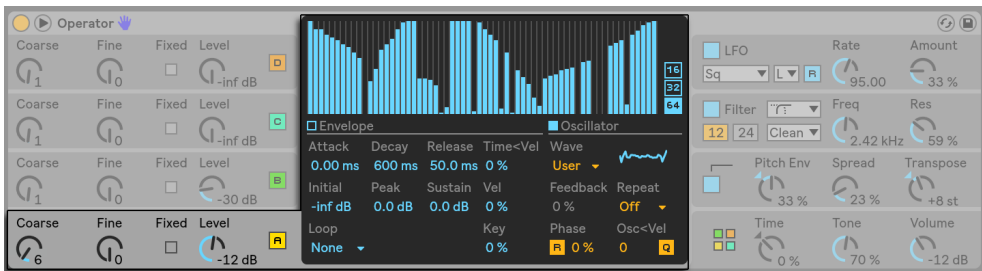 Operator
Coarse Fine Fixed Level
1 0 -inf dB D
Coarse Fine Fixed Level
1 0 -inf dB C
Coarse Fine Fixed Level
1 0 -30 dB B
Coarse Fine Fixed Level
6 0 -12 dB A
16
32
64
Envelope
Attack Decay Release Time<Vel
0.00 ms 600 ms 50.0 ms 0 %
Initial Peak Sustain Vel
-inf dB 0.0 dB 0.0 dB 0 %
Loop Key
None 0 %
Oscillator
Wave
User
Feedback Repeat
0 % Off
Phase Osc<Vel
R 0 % 0 Q
LFO Rate Amount
Sq L R 95.00 33 %
Filter Freq Res
12 24 Clean 2.42 kHz 59 %
Pitch Env Spread Transpose
33 % 23 % +8 st
Time Tone Volume
0 % 70 % -12 dB